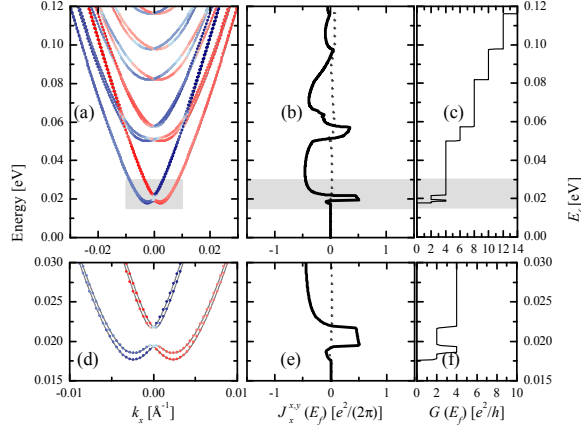 0.12 0.12
0.10 0.10
0.08 0.08
0.06 0.06
0.04 0.04
0.02 0.02
0.00 0.00
Energy [eV]
E_f [eV]
(a) (b) (c)
-0.02 0.00 0.02 -1 0 1 0 2 4 6 8 10 12 14
0.030 0.030
0.025 0.025
0.020 0.020
0.015 0.015
(d) (e) (f)
-0.01 0.00 0.01 -1 0 1 0 2 4 6 8 10
k_x [Å⁻¹] J_x^{x,y} (E_f) [e²/(2π)] G (E_f) [e²/h]